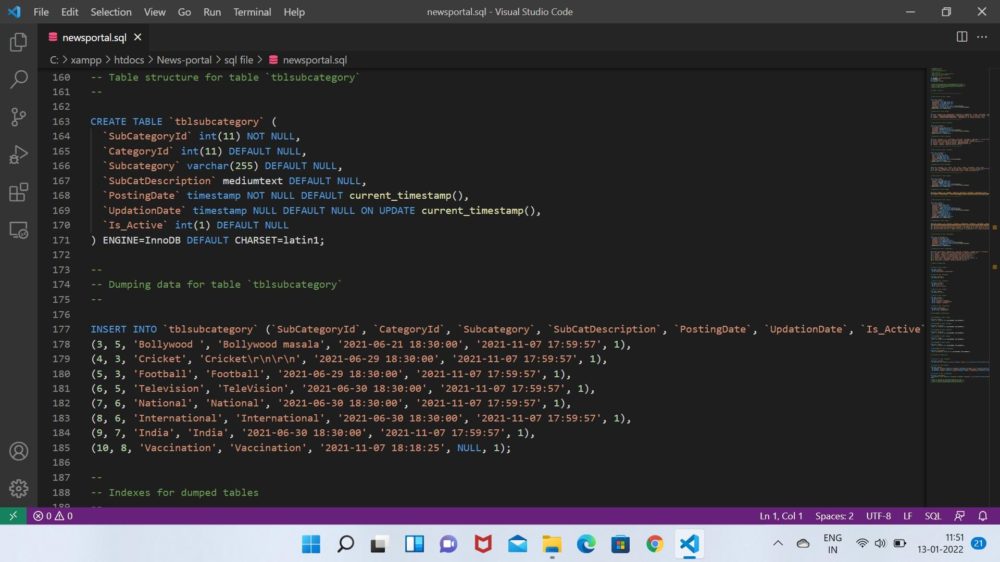 File Edit Selection View Go Run Terminal Help newsportal.sql - Visual Studio Code
newsportal.sql
C: > xampp > htdocs > News-portal > sql file > newsportal.sql
160 -- Table structure for table `tblsubcategory`
161 --
162
163 CREATE TABLE `tblsubcategory` (
164 `SubCategoryId` int(11) NOT NULL,
165 `CategoryId` int(11) DEFAULT NULL,
166 `Subcategory` varchar(255) DEFAULT NULL,
167 `SubCatDescription` mediumtext DEFAULT NULL,
168 `PostingDate` timestamp NOT NULL DEFAULT current_timestamp(),
169 `UpdationDate` timestamp NULL DEFAULT NULL ON UPDATE current_timestamp(),
170 `Is_Active` int(1) DEFAULT NULL
171 ) ENGINE=InnoDB DEFAULT CHARSET=latin1;
172
173 --
174 -- Dumping data for table `tblsubcategory`
175 --
176
177 INSERT INTO `tblsubcategory` (`SubCategoryId`, `CategoryId`, `Subcategory`, `SubCatDescription`, `PostingDate`, `UpdationDate`, `Is_Active`
178 (3, 5, 'Bollywood ', 'Bollywood masala', '2021-06-21 18:30:00', '2021-11-07 17:59:57', 1),
179 (4, 3, 'Cricket', 'Cricket\r\n\r\n', '2021-06-29 18:30:00', '2021-11-07 17:59:57', 1),
180 (5, 3, 'Football', 'Football', '2021-06-29 18:30:00', '2021-11-07 17:59:57', 1),
181 (6, 5, 'Television', 'TeleVision', '2021-06-30 18:30:00', '2021-11-07 17:59:57', 1),
182 (7, 6, 'National', 'National', '2021-06-30 18:30:00', '2021-11-07 17:59:57', 1),
183 (8, 6, 'International', 'International', '2021-06-30 18:30:00', '2021-11-07 17:59:57', 1),
184 (9, 7, 'India', 'India', '2021-06-30 18:30:00', '2021-11-07 17:59:57', 1),
185 (10, 8, 'Vaccination', 'Vaccination', '2021-11-07 18:18:25', NULL, 1);
186
187 --
188 -- Indexes for dumped tables
189 --
0 0 Ln 1, Col 1 Spaces: 2 UTF-8 LF SQL
ENG 11:51
IN 13-01-2022 21